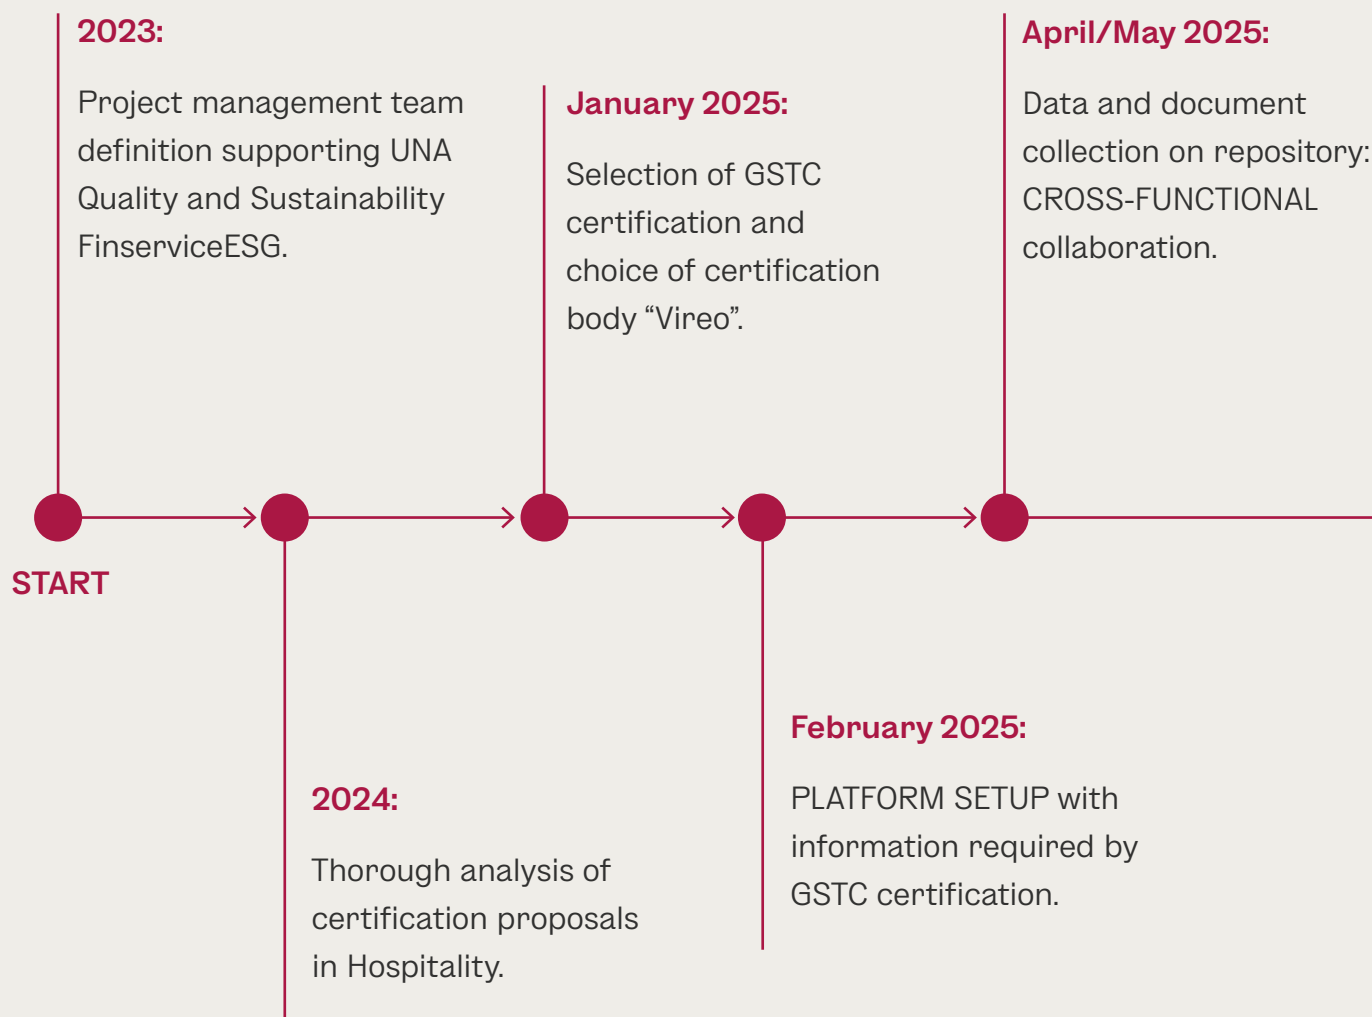 2023:
Project management team
definition supporting UNA
Quality and Sustainability
FinserviceESG.
January 2025:
Selection of GSTC
certification and
choice of certification
body “Vireo”.
April/May 2025:
Data and document
collection on repository:
CROSS-FUNCTIONAL
collaboration.
START
2024:
Thorough analysis of
certification proposals
in Hospitality.
February 2025:
PLATFORM SETUP with
information required by
GSTC certification.